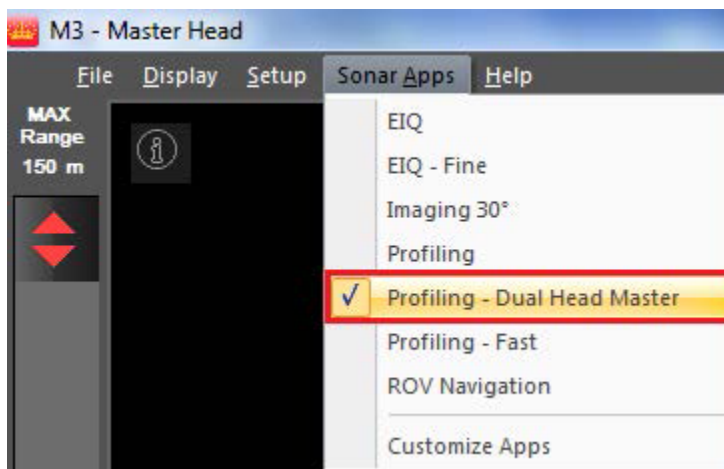 M3 - Master Head
File Display Setup Sonar Apps Help
MAX
Range
150 m
EIQ
EIQ - Fine
Imaging 30°
Profiling
Profiling - Dual Head Master
Profiling - Fast
ROV Navigation
Customize Apps